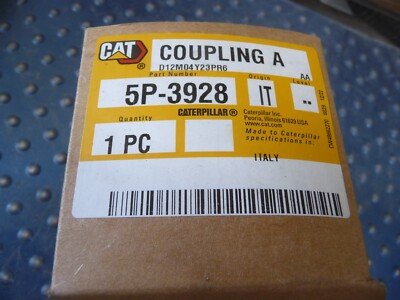 CAT ®
COUPLING A
D12M04Y23PR6
Part Number
Origin
AA
Level
5P-3928
IT
--
Quantity
CATERPILLAR®
Caterpillar Inc.
Peoria, Illinois 61629 USA
www.cat.com
1 PC
Made to Caterpillar
specifications in:
ITALY